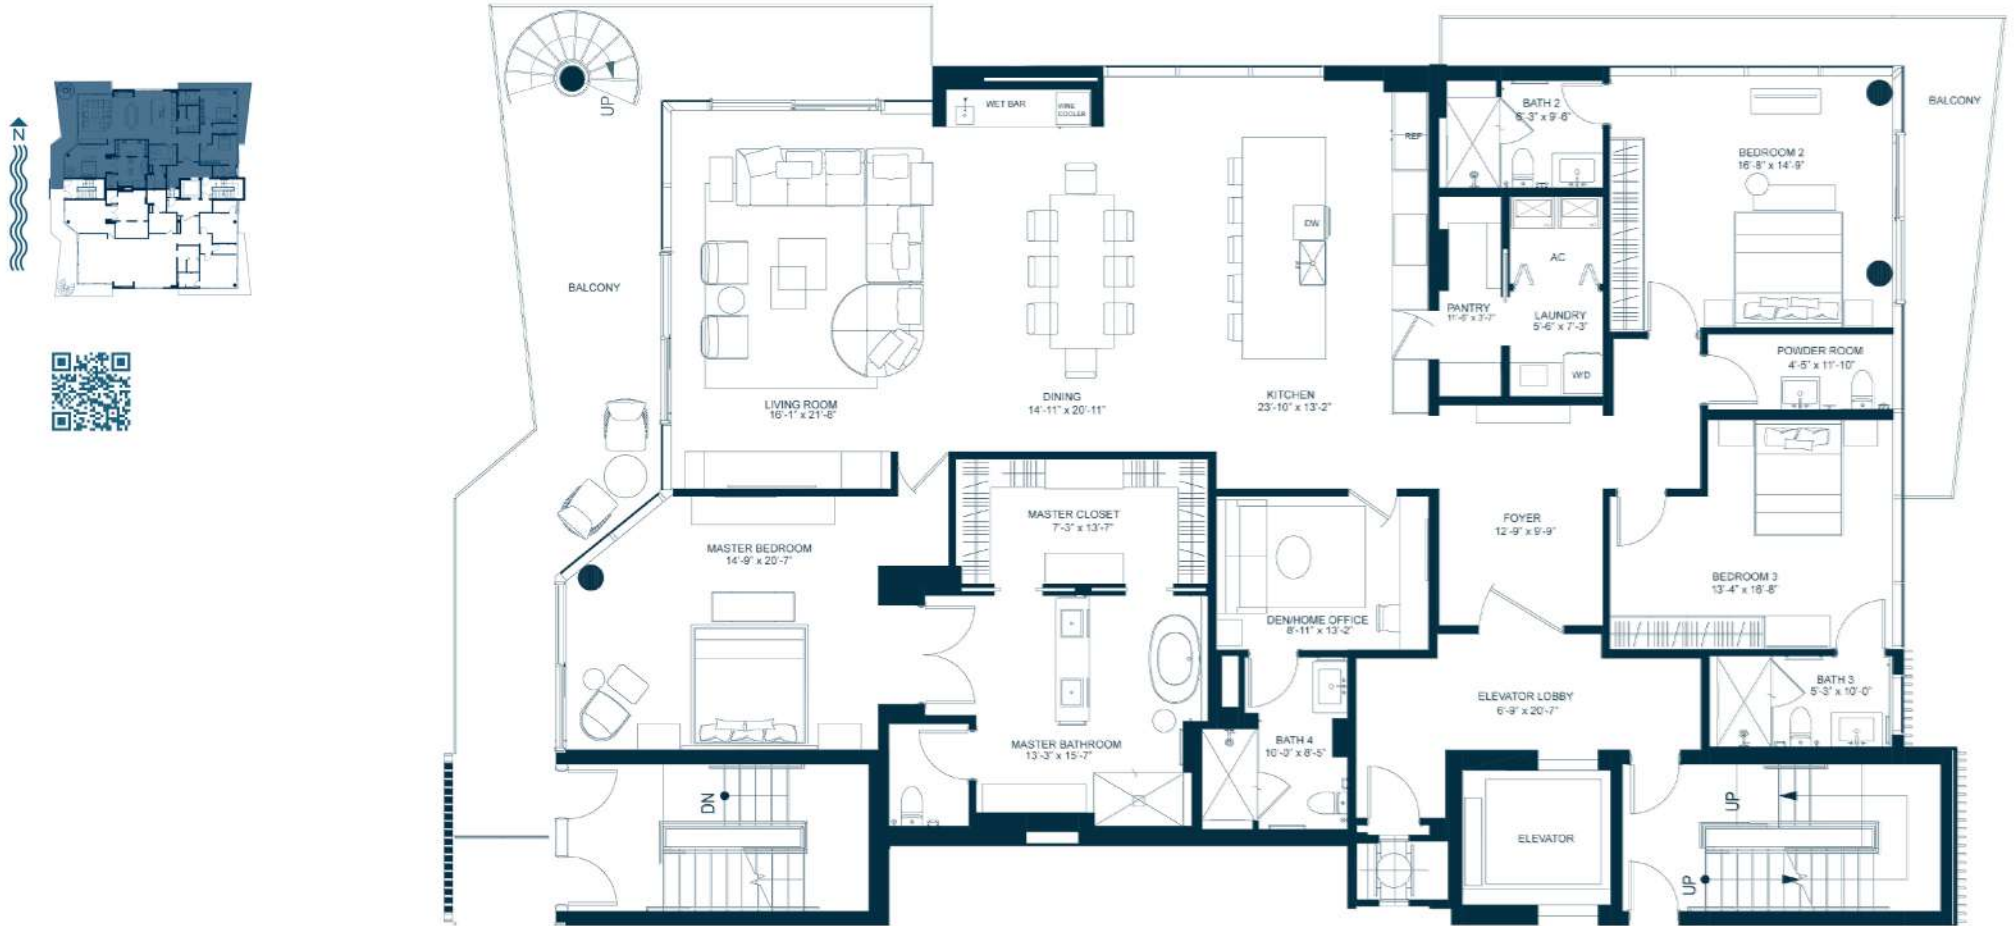 N
UP
BALCONY
WET BAR
WINE
COOLER
REF
BATH 2
6'-3" x 9'-6"
BEDROOM 2
16'-8" x 14'-9"
BALCONY
DW
AC
PANTRY
11'-6" x 3'-7"
LAUNDRY
5'-6" x 7'-3"
W/D
POWDER ROOM
4'-5" x 11'-10"
LIVING ROOM
16'-1" x 21'-8"
DINING
14'-11" x 20'-11"
KITCHEN
23'-10" x 13'-2"
MASTER CLOSET
7'-3" x 13'-7"
FOYER
12'-9" x 9'-9"
MASTER BEDROOM
14'-9" x 20'-7"
BEDROOM 3
13'-4" x 16'-8"
DEN/HOME OFFICE
8'-11" x 13'-2"
ELEVATOR LOBBY
6'-9" x 20'-7"
BATH 3
5'-3" x 10'-0"
MASTER BATHROOM
13'-3" x 15'-7"
BATH 4
10'-0" x 8'-5"
DN
UP
ELEVATOR
UP